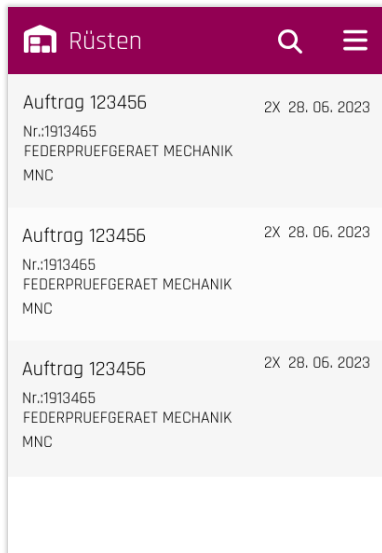 Rüsten
Auftrag 123456
2X 28. 06. 2023
Nr.:1913465
FEDERPRUEFGERAET MECHANIK
MNC
Auftrag 123456
2X 28. 06. 2023
Nr.:1913465
FEDERPRUEFGERAET MECHANIK
MNC
Auftrag 123456
2X 28. 06. 2023
Nr.:1913465
FEDERPRUEFGERAET MECHANIK
MNC